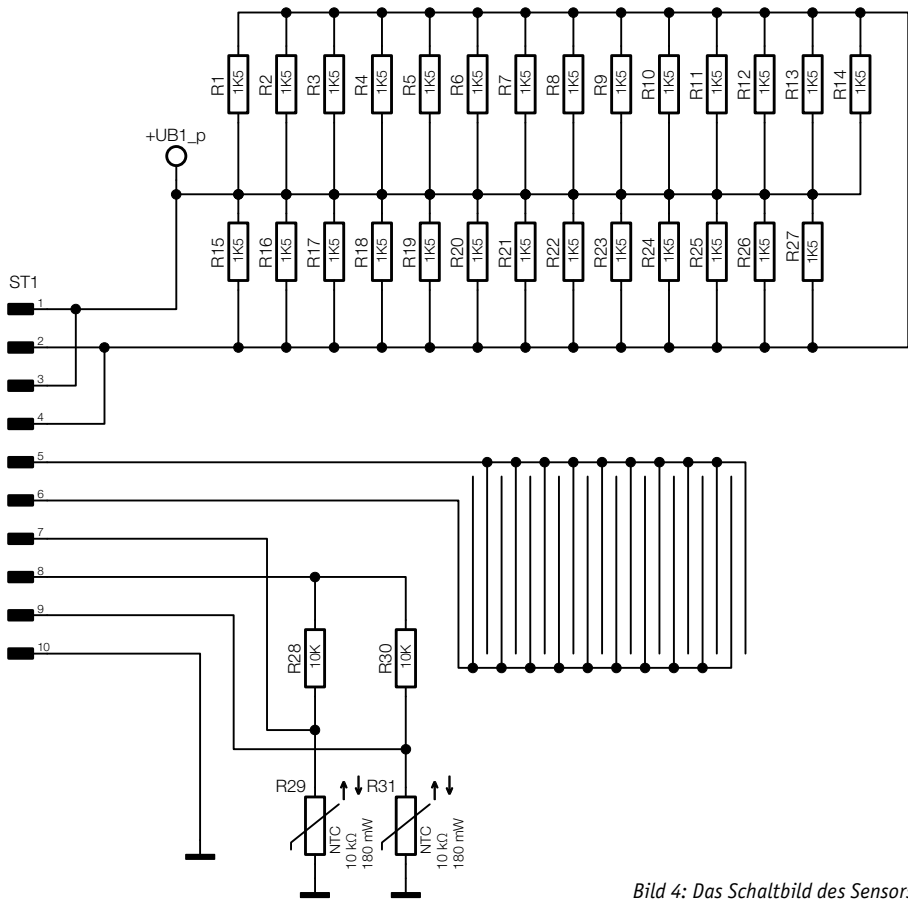 R1 1K5
R2 1K5
R3 1K5
R4 1K5
R5 1K5
R6 1K5
R7 1K5
R8 1K5
R9 1K5
R10 1K5
R11 1K5
R12 1K5
R13 1K5
R14 1K5
+UB1_p
R15 1K5
R16 1K5
R17 1K5
R18 1K5
R19 1K5
R20 1K5
R21 1K5
R22 1K5
R23 1K5
R24 1K5
R25 1K5
R26 1K5
R27 1K5
ST1
1
2
3
4
5
6
7
8
9
10
R28 10K
R30 10K
R29
NTC
10 kΩ
180 mW
R31
NTC
10 kΩ
180 mW
Bild 4: Das Schaltbild des Sensors